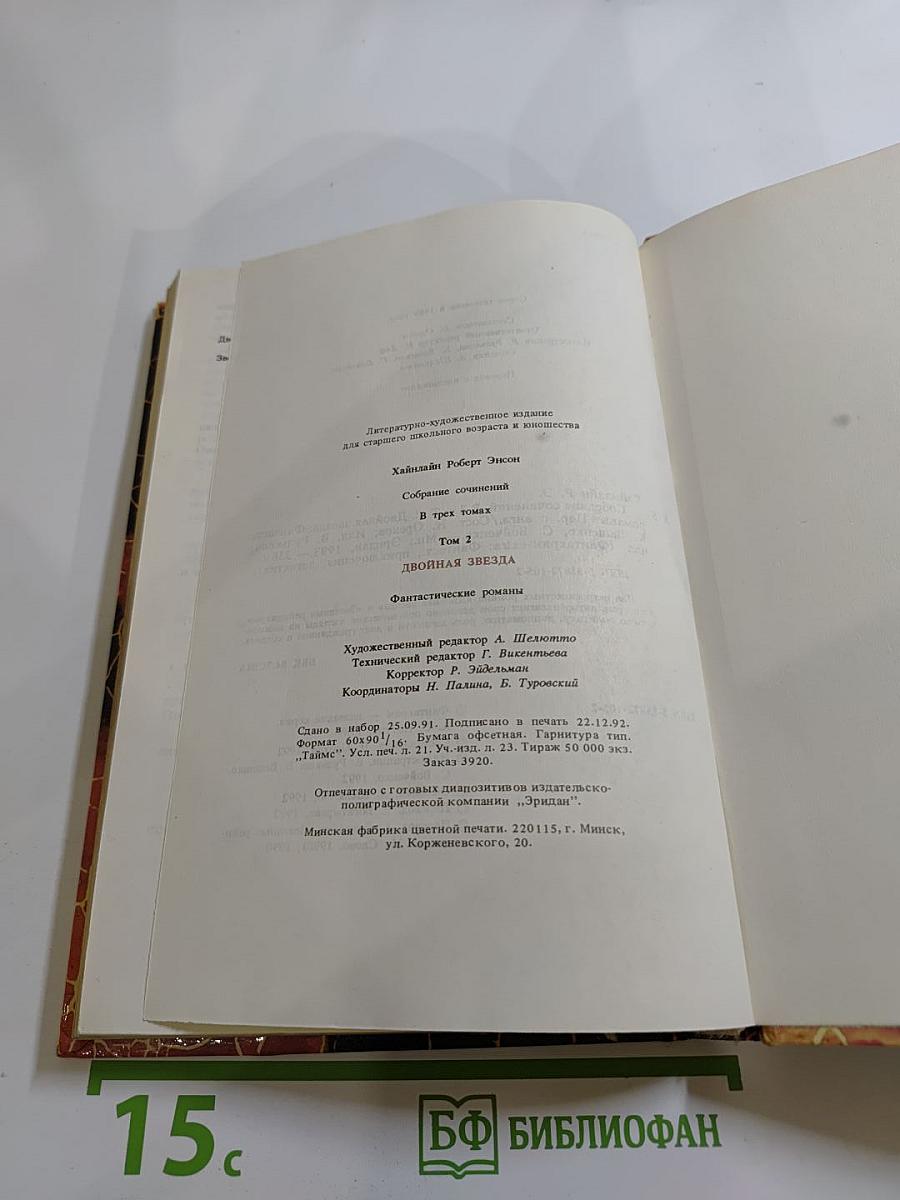 Дв
Зв
Литературно-художественное издание
для старшего школьного возраста и юношества
Хайнлайн Роберт Энсон
Собрание сочинений
В трех томах
Том 2
ДВОЙНАЯ ЗВЕЗДА
Фантастические романы
Художественный редактор А. Шелютто
Технический редактор Г. Викентьева
Корректор Р. Эйдельман
Координаторы Н. Палина, Б. Туровский
Сдано в набор 25.09.91. Подписано в печать 22.12.92.
Формат 60х90 1/16. Бумага офсетная. Гарнитура тип.
„Таймс". Усл. печ. л. 21. Уч.-изд. л. 23. Тираж 50 000 экз.
Заказ 3920.
Отпечатано с готовых диапозитивов издательско-
полиграфической компании „Эридан".
Минская фабрика цветной печати. 220115, г. Минск,
ул. Корженевского, 20.
15 с
БФ БИБЛИОФАН